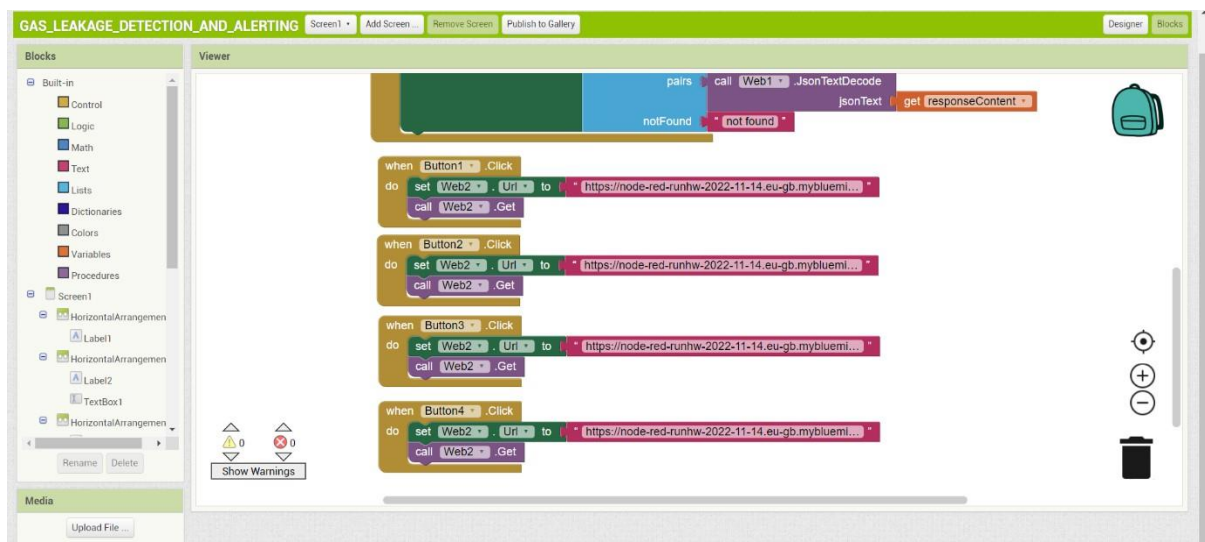 GAS_LEAKAGE_DETECTION_AND_ALERTING Screen1 Add Screen ... Remove Screen Publish to Gallery Designer Blocks
Blocks
Built-in
Control
Logic
Math
Text
Lists
Dictionaries
Colors
Variables
Procedures
Screen1
HorizontalArrangemen
Label1
HorizontalArrangemen
Label2
TextBox1
HorizontalArrangemen
Rename Delete
Media
Upload File ...
Viewer
pairs call Web1 .JsonTextDecode
jsonText get responseContent
notFound " not found "
when Button1 .Click
do set Web2 . Url to " https://node-red-runhw-2022-11-14.eu-gb.mybluemi... "
call Web2 .Get
when Button2 .Click
do set Web2 . Url to " https://node-red-runhw-2022-11-14.eu-gb.mybluemi... "
call Web2 .Get
when Button3 .Click
do set Web2 . Url to " https://node-red-runhw-2022-11-14.eu-gb.mybluemi... "
call Web2 .Get
when Button4 .Click
do set Web2 . Url to " https://node-red-runhw-2022-11-14.eu-gb.mybluemi... "
call Web2 .Get
0 0
Show Warnings